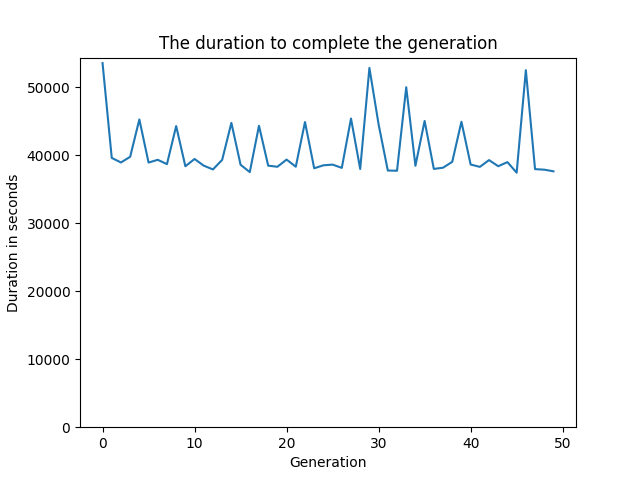 The duration to complete the generation
Duration in seconds
50000
40000
30000
20000
10000
0
0 10 20 30 40 50
Generation